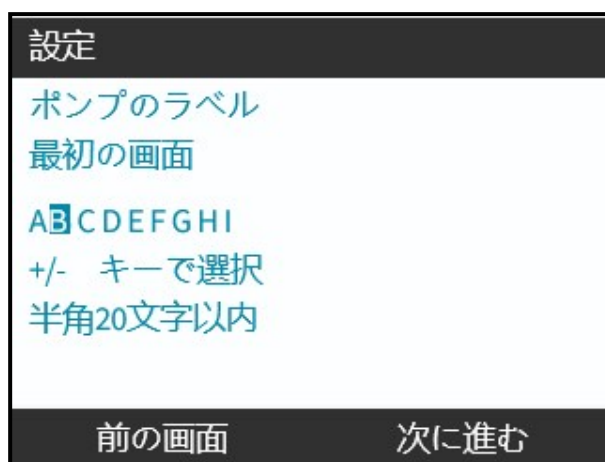 設定
ポンプのラベル
最初の画面
ABCDEFGHI
+/-　キーで選択
半角20文字以内
前の画面
次に進む